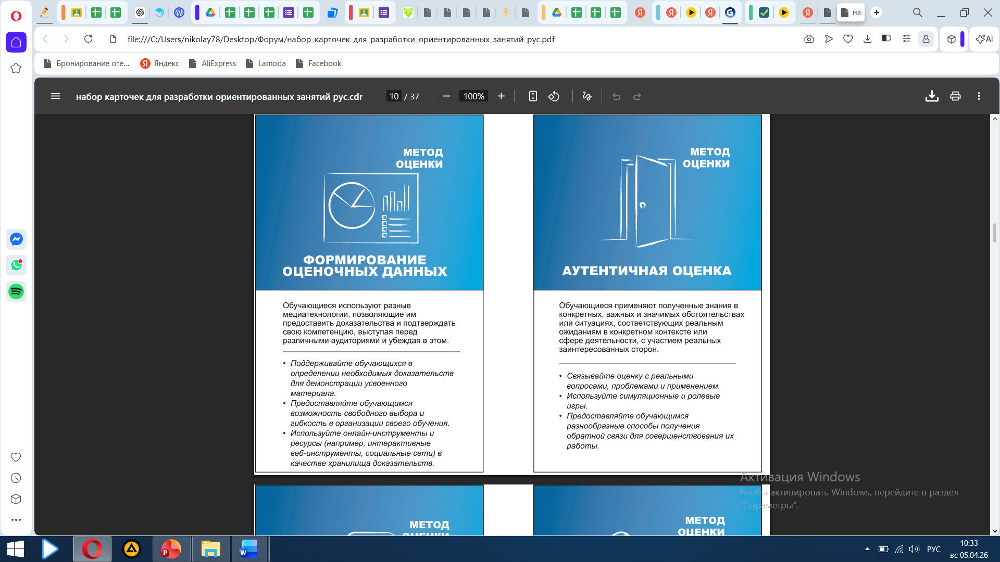 на
file:///C:/Users/nikolay78/Desktop/Форум/набор_карточек_для_разработки_ориентированных_занятий_рус.pdf
AI
Бронирование оте...
Яндекс
AliExpress
Lamoda
Facebook
набор карточек для разработки ориентированных занятий рус.cdr
10 / 37
100%
МЕТОД
ОЦЕНКИ
ФОРМИРОВАНИЕ
ОЦЕНОЧНЫХ ДАННЫХ
Обучающиеся используют разные
медиатехнологии, позволяющие им
предоставить доказательства и подтверждать
свою компетенцию, выступая перед
различными аудиториями и убеждая в этом.
• Поддерживайте обучающихся в
определении необходимых доказательств
для демонстрации усвоенного
материала.
• Предоставляйте обучающимся
возможность свободного выбора и
гибкость в организации своего обучения.
• Используйте онлайн-инструменты и
ресурсы (например, интерактивные
веб-инструменты, социальные сети) в
качестве хранилища доказательств.
МЕТОД
ОЦЕНКИ
АУТЕНТИЧНАЯ ОЦЕНКА
Обучающиеся применяют полученные знания в
конкретных, важных и значимых обстоятельствах
или ситуациях, соответствующих реальным
ожиданиям в конкретном контексте или
сфере деятельности, с участием реальных
заинтересованных сторон.
• Связывайте оценку с реальными
вопросами, проблемами и применением.
• Используйте симуляционные и ролевые
игры.
• Предоставляйте обучающимся
разнообразные способы получения
обратной связи для совершенствования их
работы.
МЕТОД
ОЦЕНКИ
МЕТОД
ОЦЕНКИ
Активация Windows
Чтобы активировать Windows, перейдите в раздел
"Параметры".
РУС
10:33
вс 05.04.26